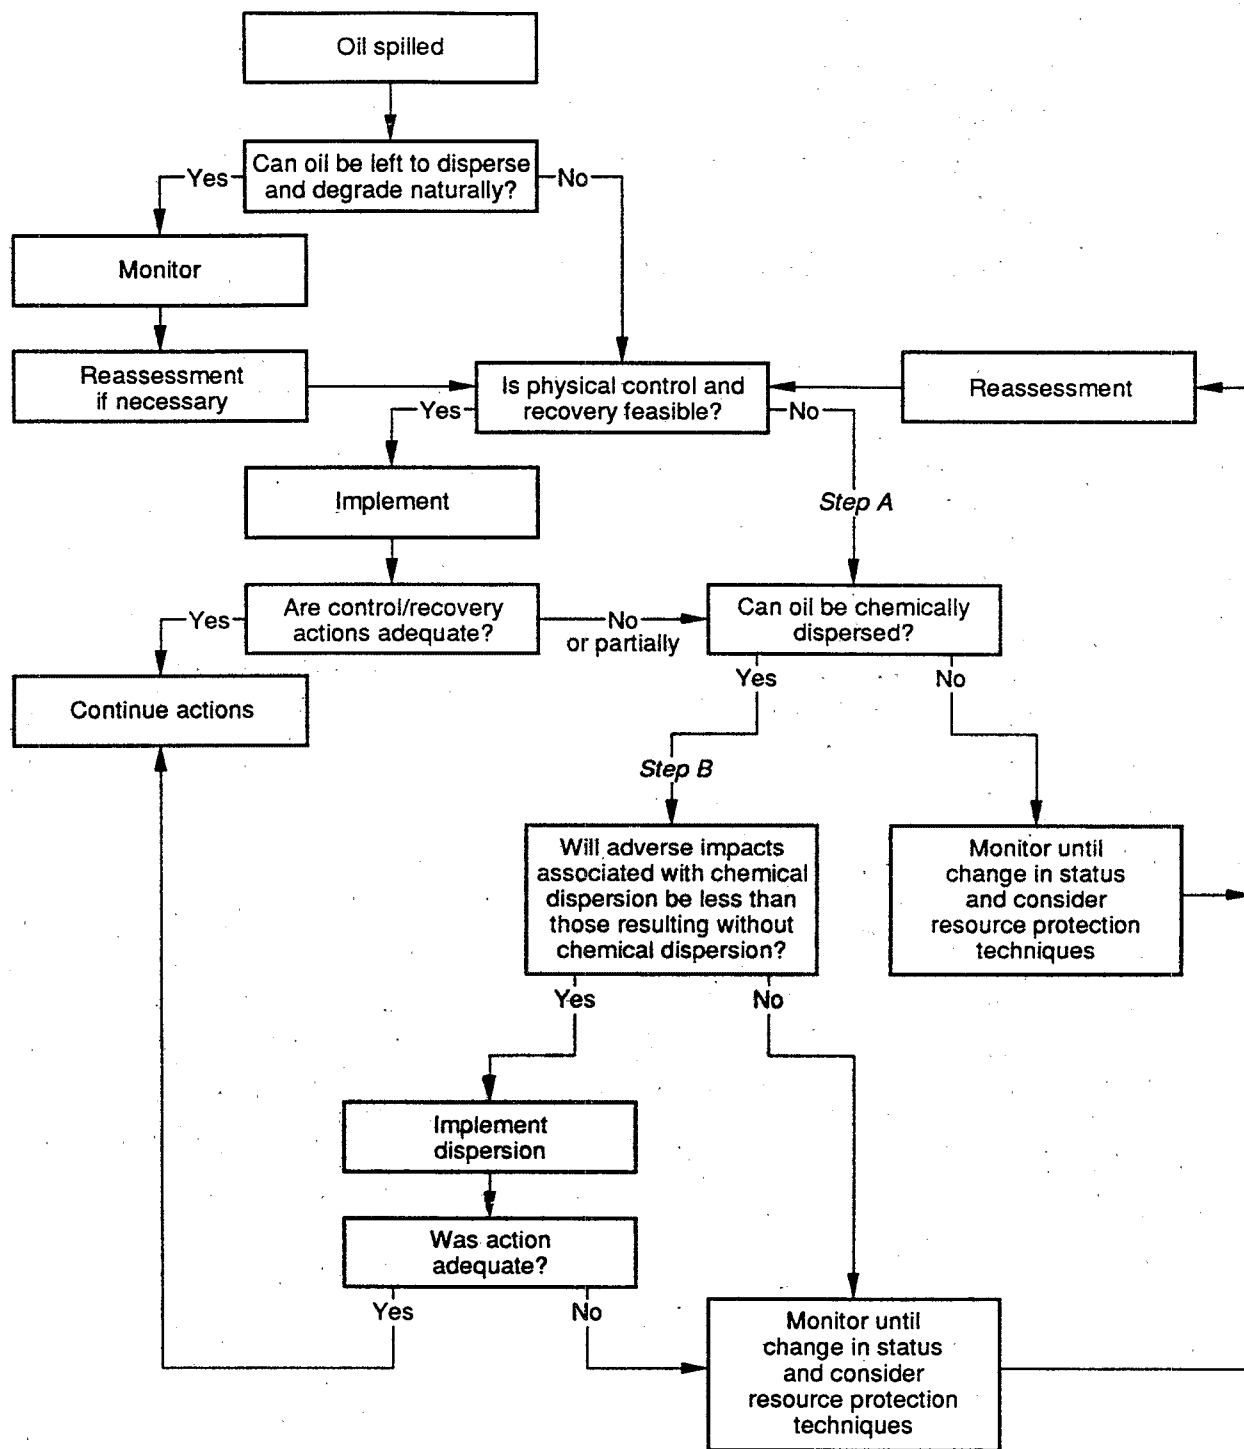 Oil spilled
Can oil be left to disperse
and degrade naturally?
Yes
No
Monitor
Reassessment
if necessary
Is physical control and
recovery feasible?
Reassessment
Yes
No
Implement
Step A
Are control/recovery
actions adequate?
Yes
No
or partially
Can oil be chemically
dispersed?
Continue actions
Yes
No
Step B
Will adverse impacts
associated with chemical
dispersion be less than
those resulting without
chemical dispersion?
Monitor until
change in status
and consider
resource protection
techniques
Yes
No
Implement
dispersion
Was action
adequate?
Yes
No
Monitor until
change in status
and consider
resource protection
techniques